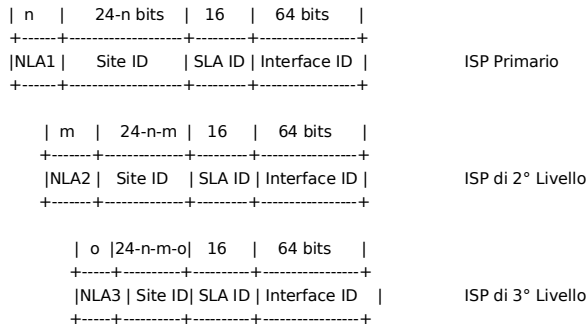 |  n   |      24-n bits    |  16    |   64 bits    |
+------+---------------------+---------+-----------------+
|NLA1 |     Site ID       | SLA ID | Interface ID |                    ISP Primario
+------+---------------------+---------+-----------------+
|  m   |  24-n-m  |  16    |   64 bits     |
+-------+--------------+---------+-----------------+
|NLA2 |  Site ID   | SLA ID | Interface ID |                    ISP di 2° Livello
+-------+--------------+---------+-----------------+
|  o  |24-n-m-o|  16    |   64 bits     |
+-----+----------+----------+----------------+
|NLA3 | Site ID| SLA ID | Interface ID   |                ISP di 3° Livello
+-----+----------+----------+----------------+